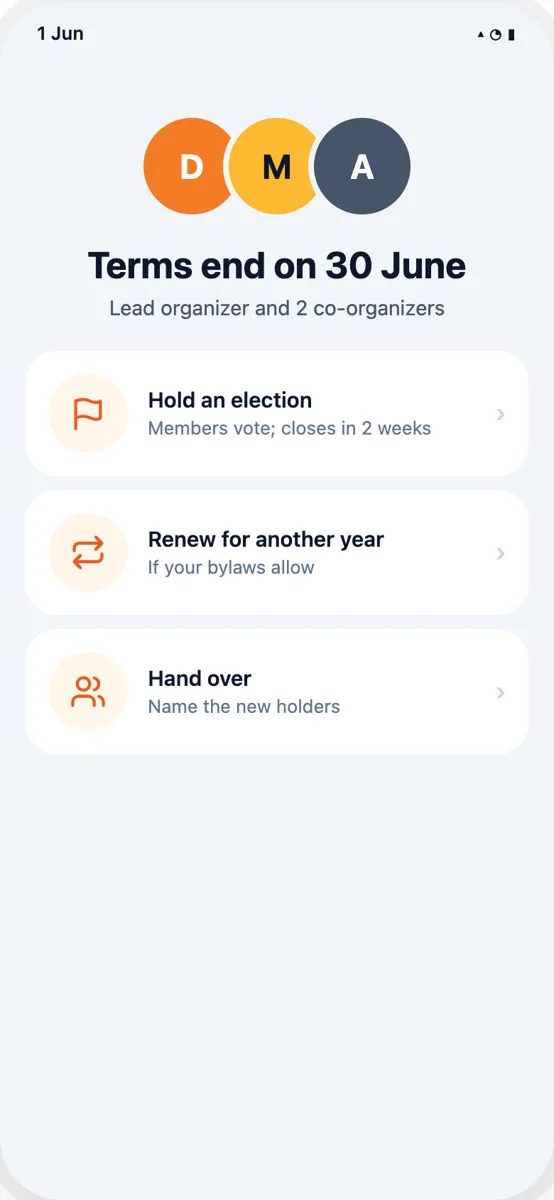 1 Jun
D M A
Terms end on 30 June
Lead organizer and 2 co-organizers
Hold an election
Members vote; closes in 2 weeks
Renew for another year
If your bylaws allow
Hand over
Name the new holders